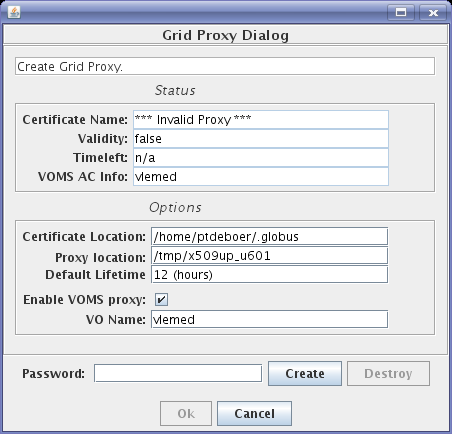 Grid Proxy Dialog
Create Grid Proxy.
Status
Certificate Name: *** Invalid Proxy ***
Validity: false
Timeleft: n/a
VOMS AC Info: vlemed
Options
Certificate Location: /home/ptdeboer/.globus
Proxy location: /tmp/x509up_u601
Default Lifetime 12 (hours)
Enable VOMS proxy:
VO Name: vlemed
Password: Create Destroy
Ok Cancel